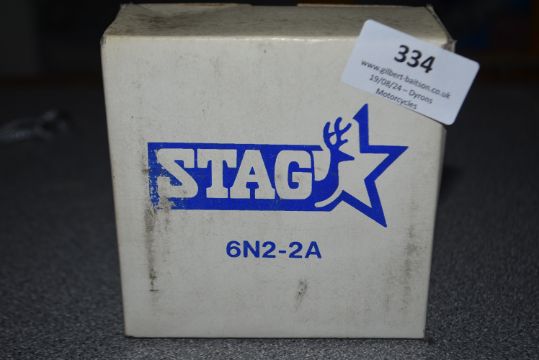 334
www.gilbert-baitson.co.uk
19/08/24 – Dyrons
Motorcycles
STAG
6N2-2A